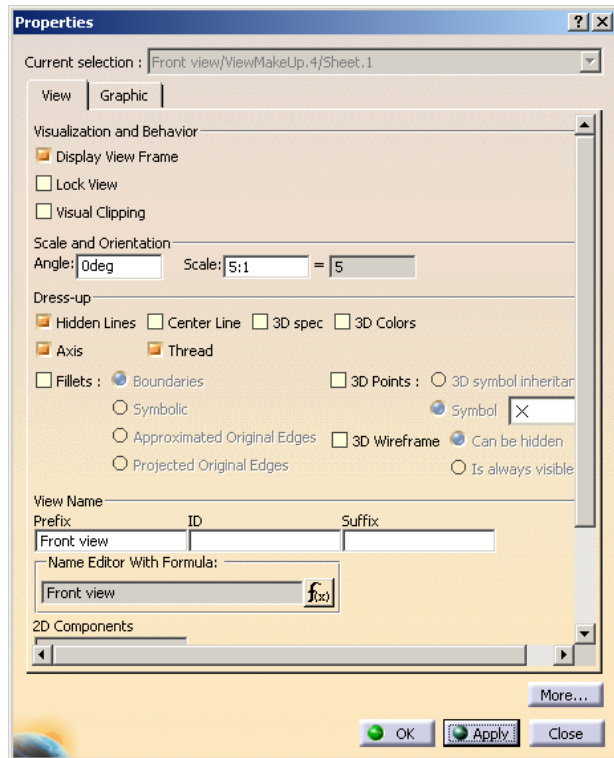 Properties
Current selection : Front view/ViewMakeUp.4/Sheet.1
View Graphic
Visualization and Behavior
Display View Frame
Lock View
Visual Clipping
Scale and Orientation
Angle: 0deg Scale: 5:1 = 5
Dress-up
Hidden Lines Center Line 3D spec 3D Colors
Axis Thread
Fillets : Boundaries 3D Points : 3D symbol inheritan
Symbolic Symbol
Approximated Original Edges 3D Wireframe Can be hidden
Projected Original Edges Is always visible
View Name
Prefix ID Suffix
Front view
Name Editor With Formula:
Front view f(x)
2D Components
More...
OK Apply Close